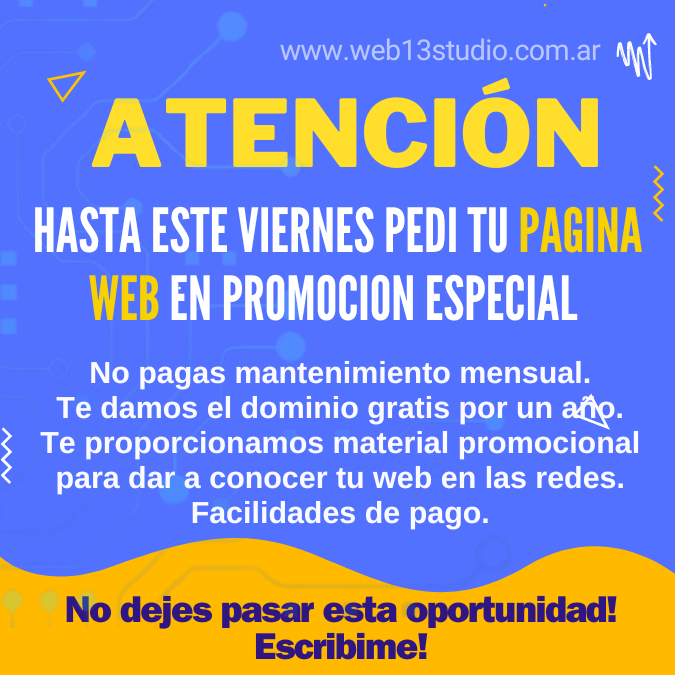 www.web13studio.com.ar
ATENCIÓN
HASTA ESTE VIERNES PEDI TU PAGINA
WEB EN PROMOCION ESPECIAL
No pagas mantenimiento mensual.
Te damos el dominio gratis por un año.
Te proporcionamos material promocional
para dar a conocer tu web en las redes.
Facilidades de pago.
No dejes pasar esta oportunidad!
Escribime!